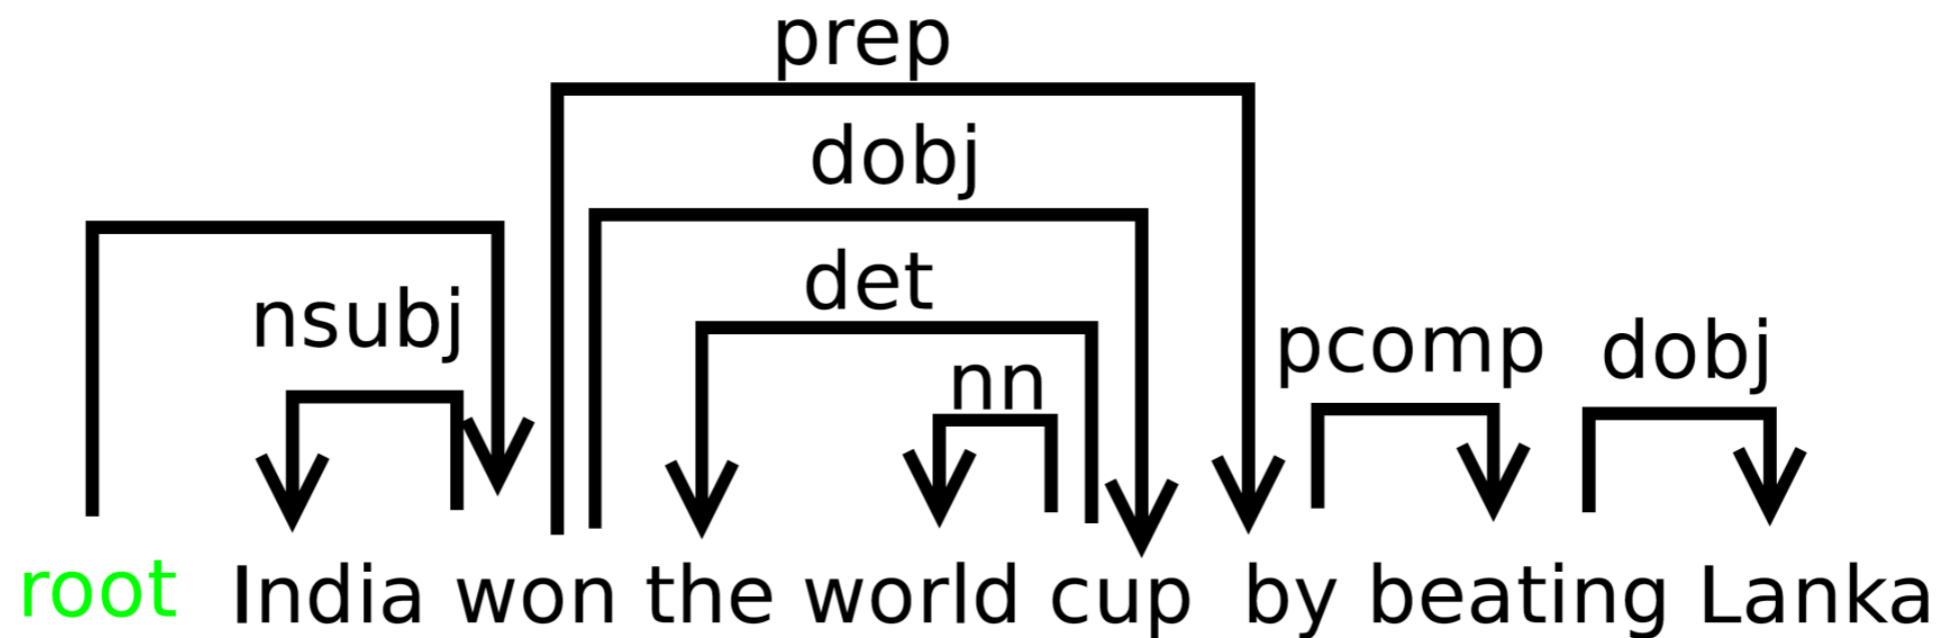 prep
dobj
det
nsubj
nn
pcomp dobj
root India won the world cup by beating Lanka